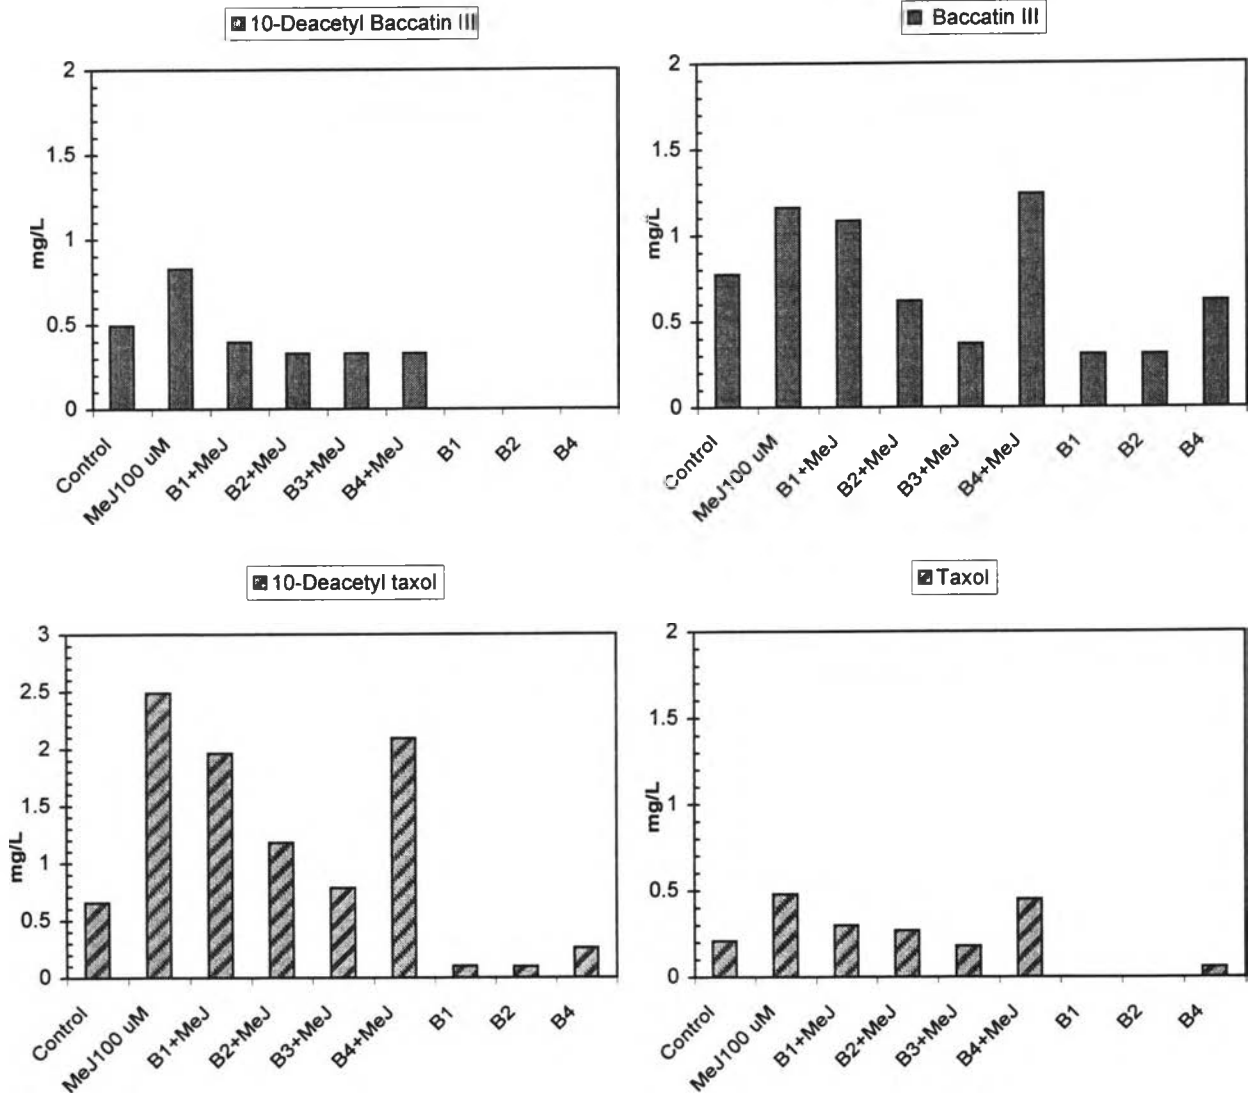 10-Deacetyl Baccatin III
2
1.5
1
0.5
0
mg/L
Control
MeJ100 uM
B1+MeJ
B2+MeJ
B3+MeJ
B4+MeJ
B1
B2
B4
Baccatin III
2
1.5
1
0.5
0
mg/L
Control
MeJ100 uM
B1+MeJ
B2+MeJ
B3+MeJ
B4+MeJ
B1
B2
B4
10-Deacetyl taxol
3
2.5
2
1.5
1
0.5
0
mg/L
Control
MeJ100 uM
B1+MeJ
B2+MeJ
B3+MeJ
B4+MeJ
B1
B2
B4
Taxol
2
1.5
1
0.5
0
mg/L
Control
MeJ100 uM
B1+MeJ
B2+MeJ
B3+MeJ
B4+MeJ
B1
B2
B4